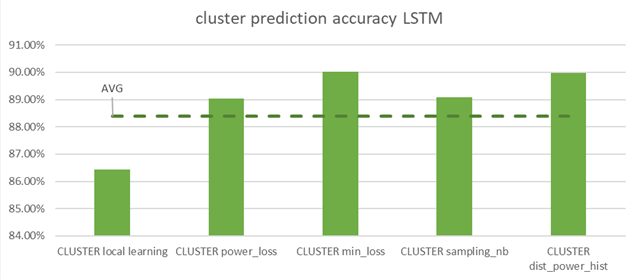 cluster prediction accuracy LSTM
91.00%
90.00%
89.00%
88.00%
87.00%
86.00%
85.00%
84.00%
AVG
CLUSTER local learning
CLUSTER power_loss
CLUSTER min_loss
CLUSTER sampling_nb
CLUSTER
dist_power_hist